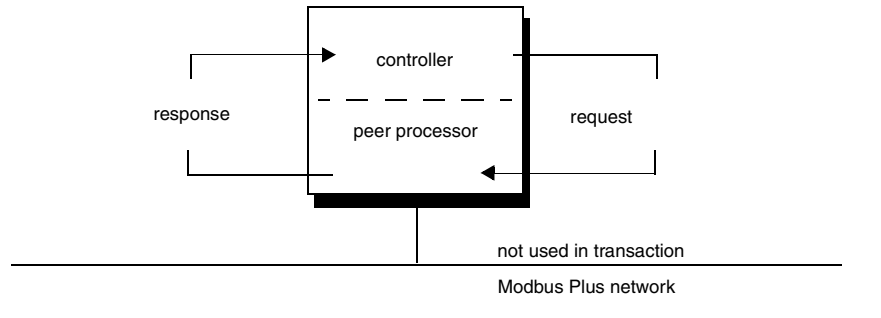 controller
response
request
peer processor
not used in transaction
Modbus Plus network